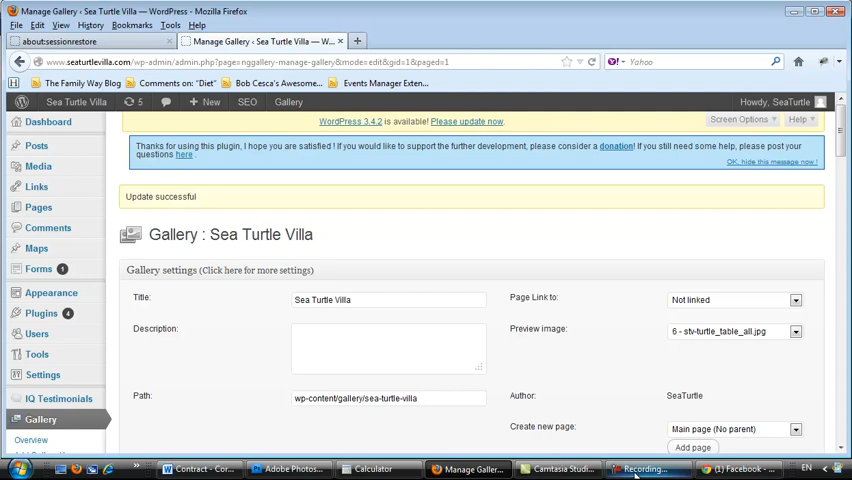 Manage Gallery ‹ Sea Turtle Villa — WordPress - Mozilla Firefox
File Edit View History Bookmarks Tools Help
about:sessionrestore
Manage Gallery ‹ Sea Turtle Villa — W...
www.seaturtlevilla.com/wp-admin/admin.php?page=nggallery-manage-gallery&mode=edit&gid=1&paged=1
Yahoo
The Family Way Blog
Comments on: "Diet"
Bob Cesca's Awesome...
Events Manager Exten...
Sea Turtle Villa
5
New
SEO
Gallery
Howdy, SeaTurtle
Dashboard
Posts
Media
Links
Pages
Comments
Maps
Forms 1
Appearance
Plugins 4
Users
Tools
Settings
IQ Testimonials
Gallery
Overview
WordPress 3.4.2 is available! Please update now.
Screen Options
Help
Thanks for using this plugin, I hope you are satisfied ! If you would like to support the further development, please consider a donation! If you still need some help, please post your
questions here .
OK, hide this message now !
Update successful
Gallery : Sea Turtle Villa
Gallery settings (Click here for more settings)
Title:
Sea Turtle Villa
Page Link to:
Not linked
Description:
Preview image:
6 - stv-turtle_table_all.jpg
Path:
wp-content/gallery/sea-turtle-villa
Author:
SeaTurtle
Create new page:
Main page (No parent)
Add page
Contract - Cor...
Adobe Photos...
Calculator
Manage Galler...
Camtasia Studi...
Recording...
(1) Facebook - ...
EN